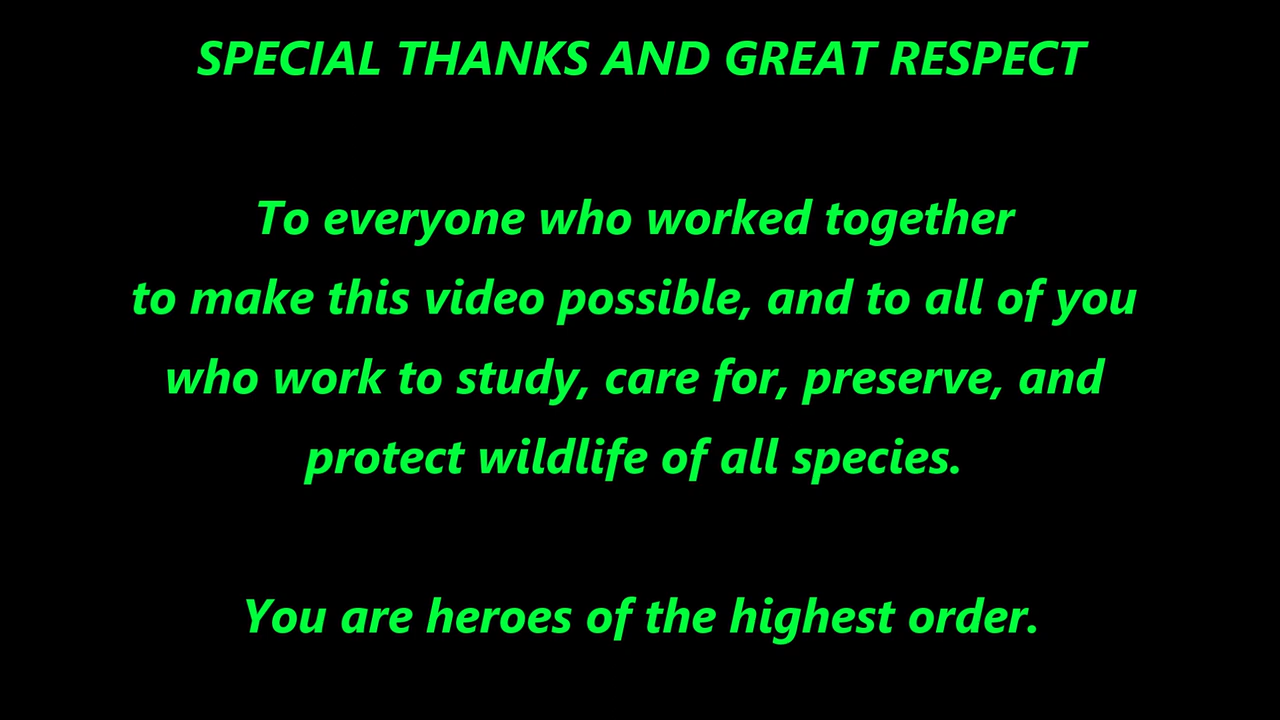 SPECIAL THANKS AND GREAT RESPECT
To everyone who worked together
to make this video possible, and to all of you
who work to study, care for, preserve, and
protect wildlife of all species.
You are heroes of the highest order.